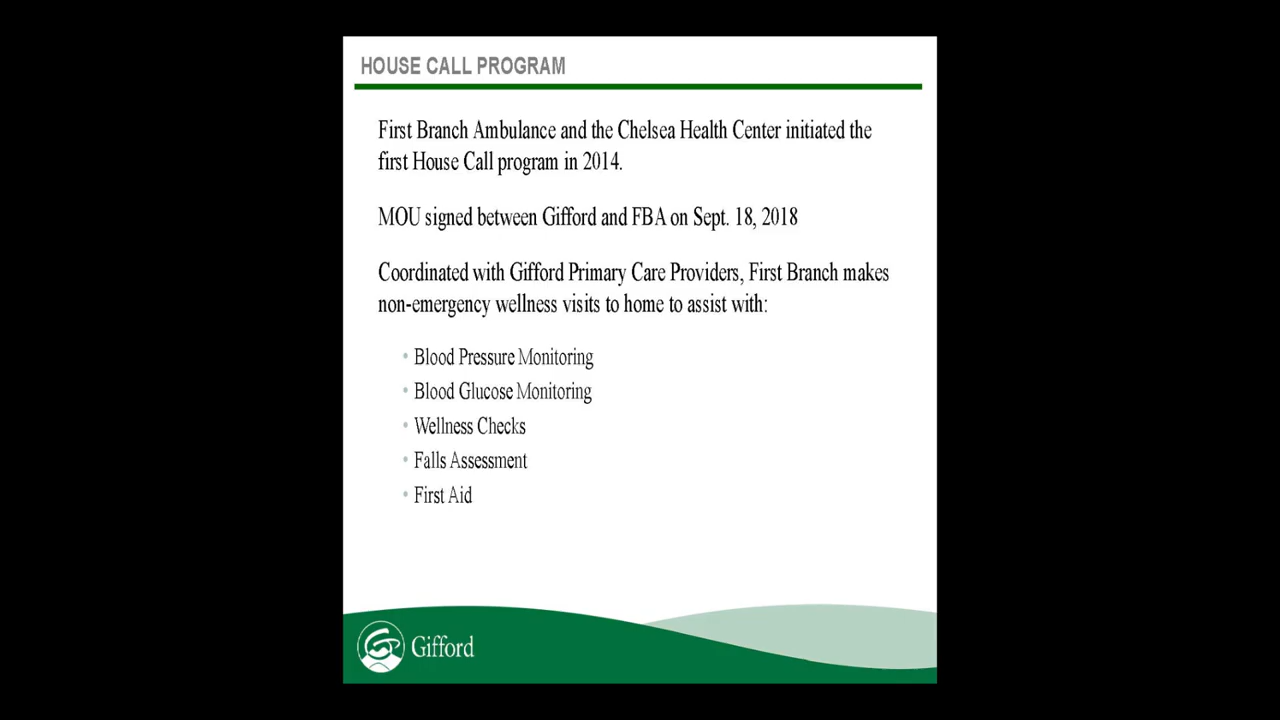 HOUSE CALL PROGRAM
First Branch Ambulance and the Chelsea Health Center initiated the
first House Call program in 2014.
MOU signed between Gifford and FBA on Sept. 18, 2018
Coordinated with Gifford Primary Care Providers, First Branch makes
non-emergency wellness visits to home to assist with:
• Blood Pressure Monitoring
• Blood Glucose Monitoring
• Wellness Checks
• Falls Assessment
• First Aid
Gifford